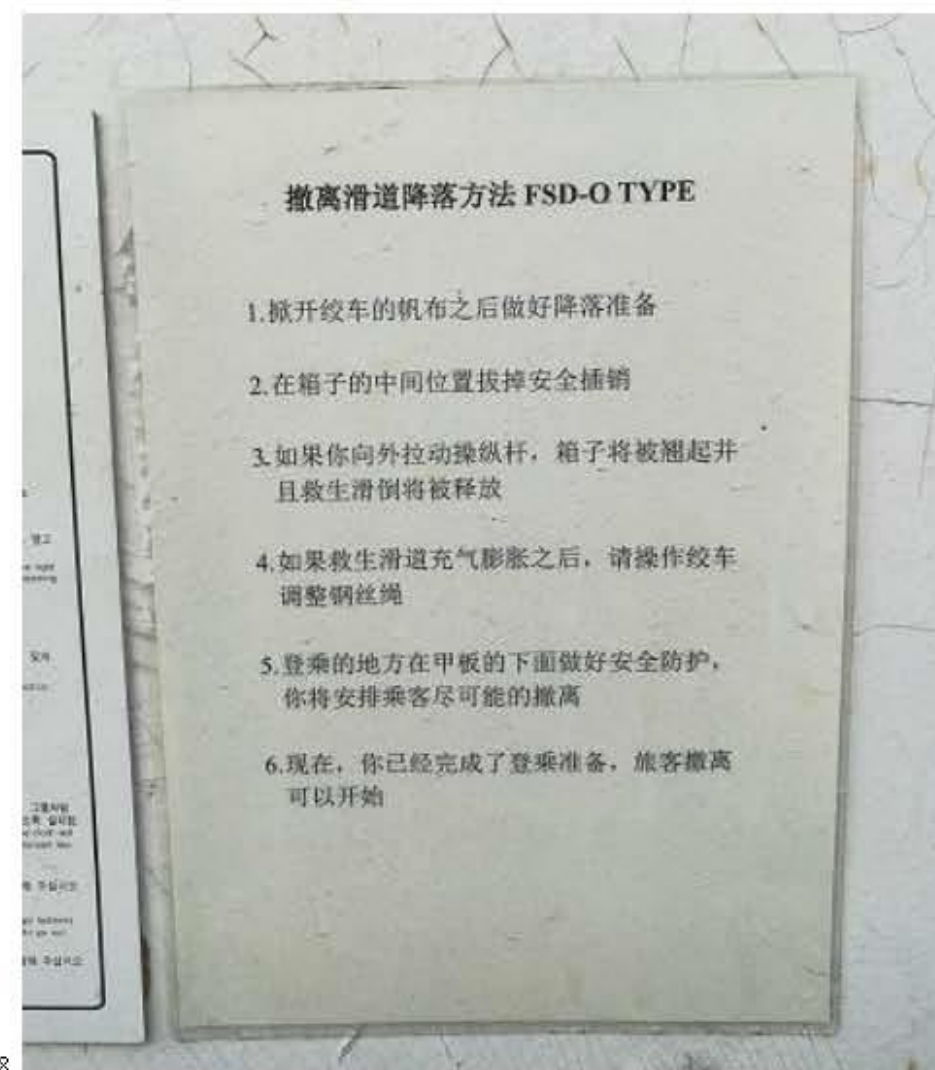 撤离滑道降落方法 FSD-O TYPE
1.掀开绞车的帆布之后做好降落准备
2.在箱子的中间位置拔掉安全插销
3.如果你向外拉动操纵杆，箱子将被翘起并
且救生滑倒将被释放
4.如果救生滑道充气膨胀之后，请操作绞车
调整钢丝绳
5.登乘的地方在甲板的下面做好安全防护，
你将安排乘客尽可能的撤离
6.现在，你已经完成了登乘准备，旅客撤离
可以开始